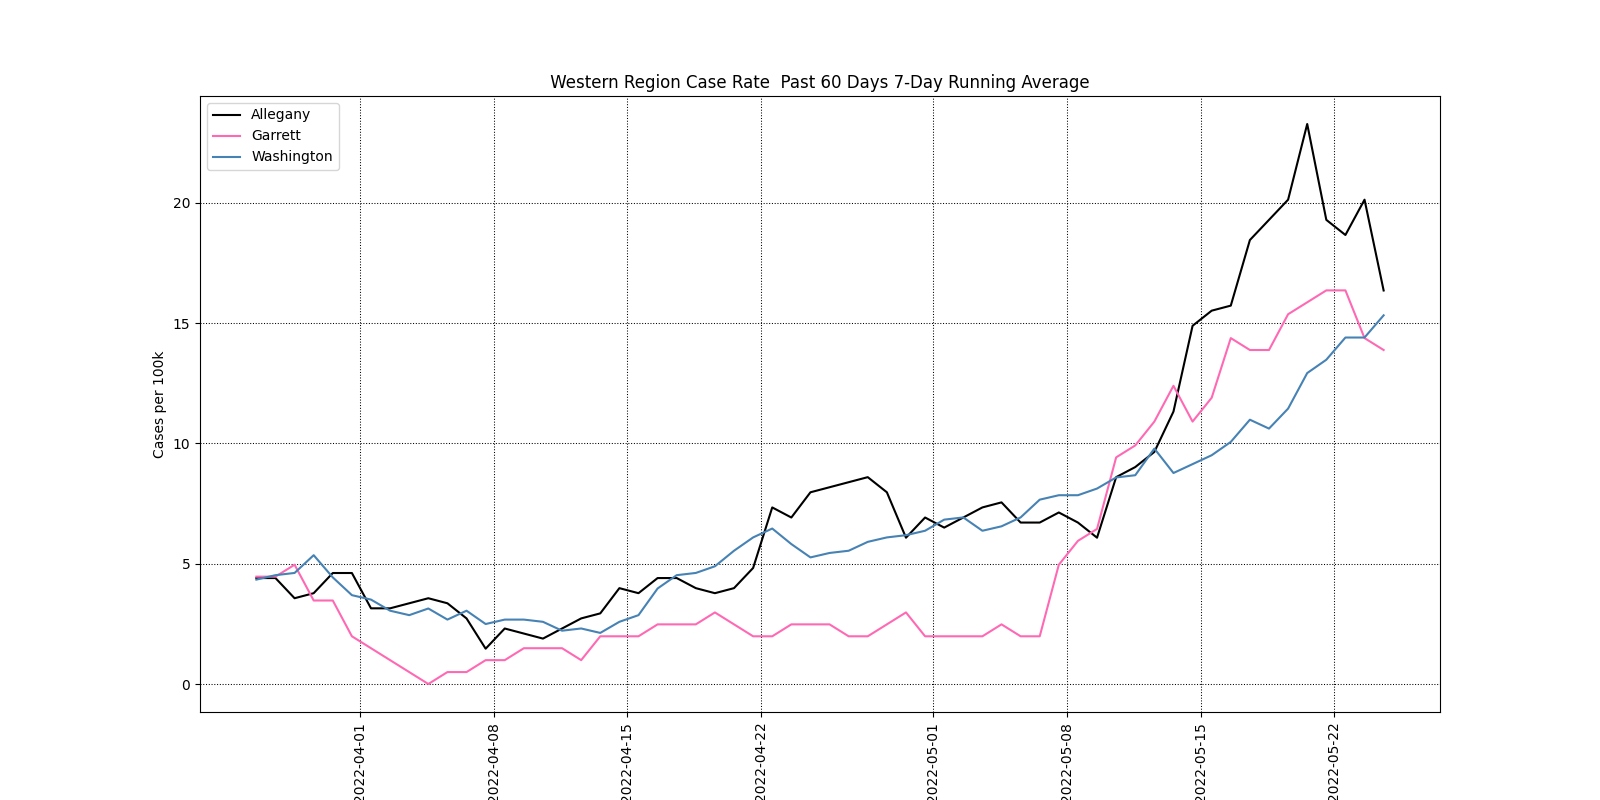 Western Region Case Rate  Past 60 Days 7-Day Running Average
Allegany
Garrett
Washington
Cases per 100k
20
15
10
5
0
2022-04-01
2022-04-08
2022-04-15
2022-04-22
2022-05-01
2022-05-08
2022-05-15
2022-05-22